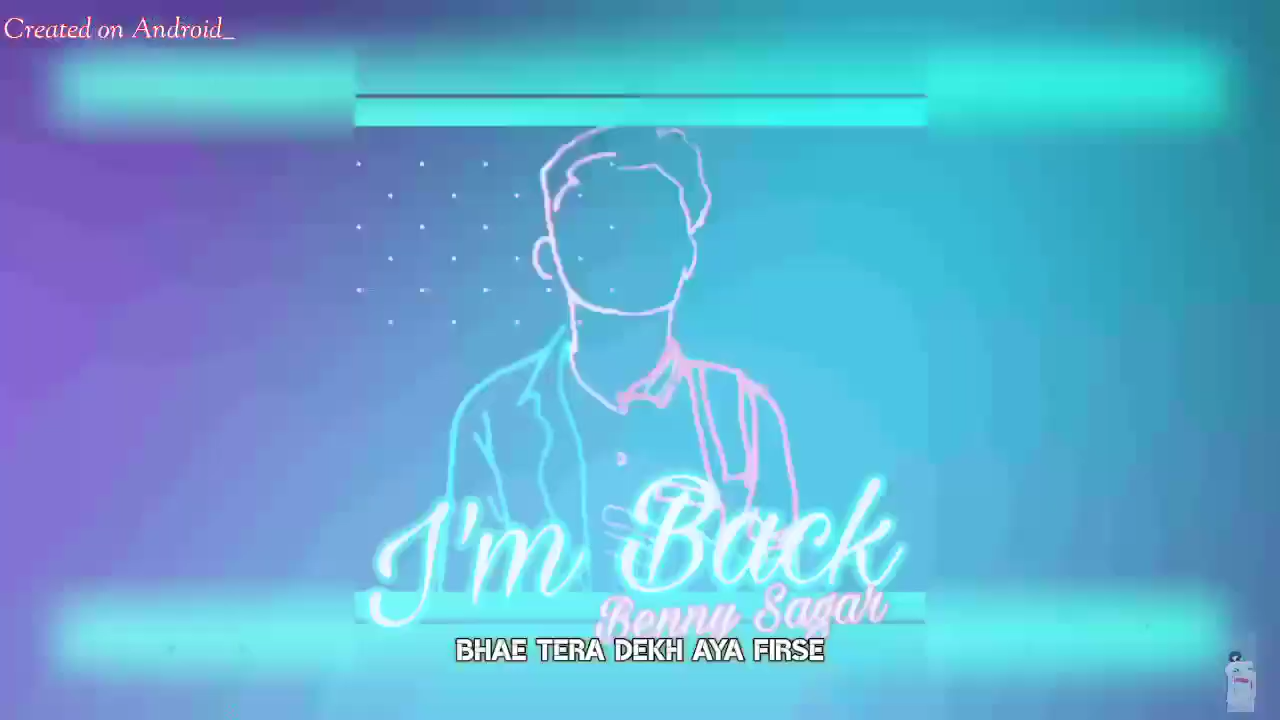 Created on Android_
I'm Back
Benny Sagar
BHAE TERA DEKH AYA FIRSE